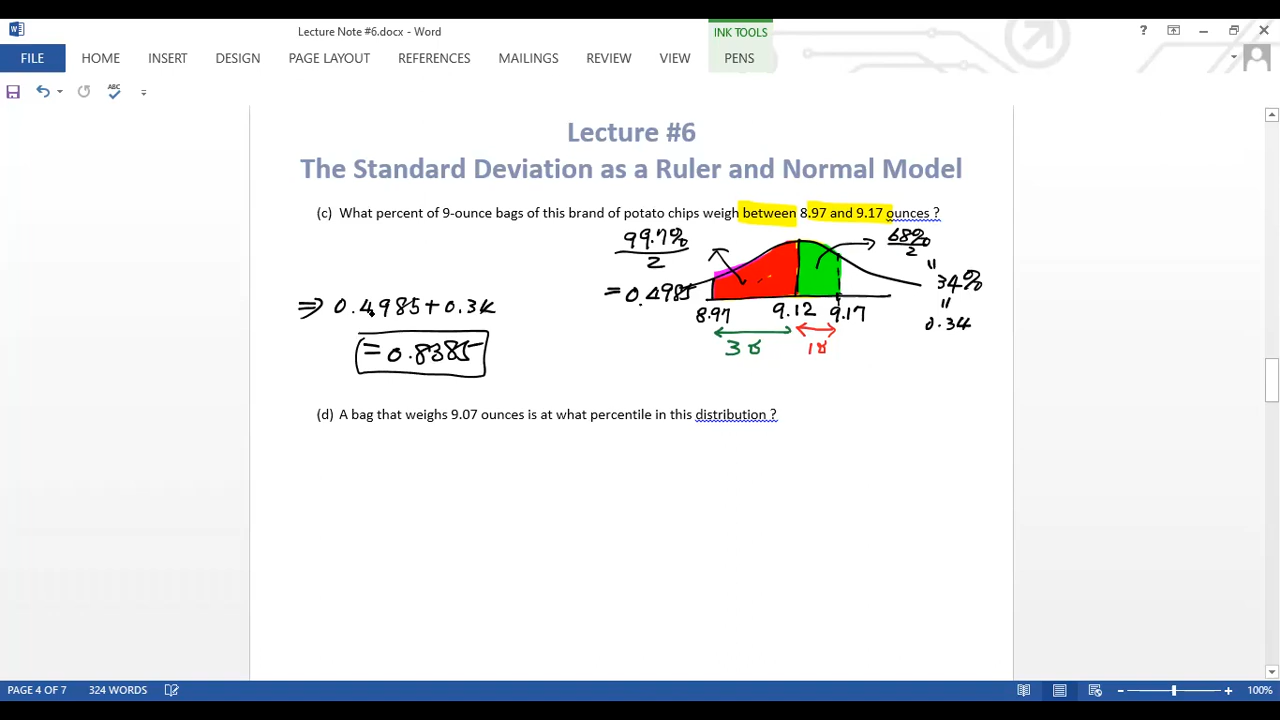 Lecture Note #6.docx - Word
INK TOOLS
?
FILE
HOME
INSERT
DESIGN
PAGE LAYOUT
REFERENCES
MAILINGS
REVIEW
VIEW
PENS
ABC
Lecture #6
The Standard Deviation as a Ruler and Normal Model
(c) What percent of 9-ounce bags of this brand of potato chips weigh between 8.97 and 9.17 ounces ?
99.7%
2
= 0.4985
68%
2
"
34%
"
0.34
8.97 9.12 9.17
3σ 1σ
⇒ 0.4985+0.34
= 0.8385
(d) A bag that weighs 9.07 ounces is at what percentile in this distribution ?
PAGE 4 OF 7
324 WORDS
100%